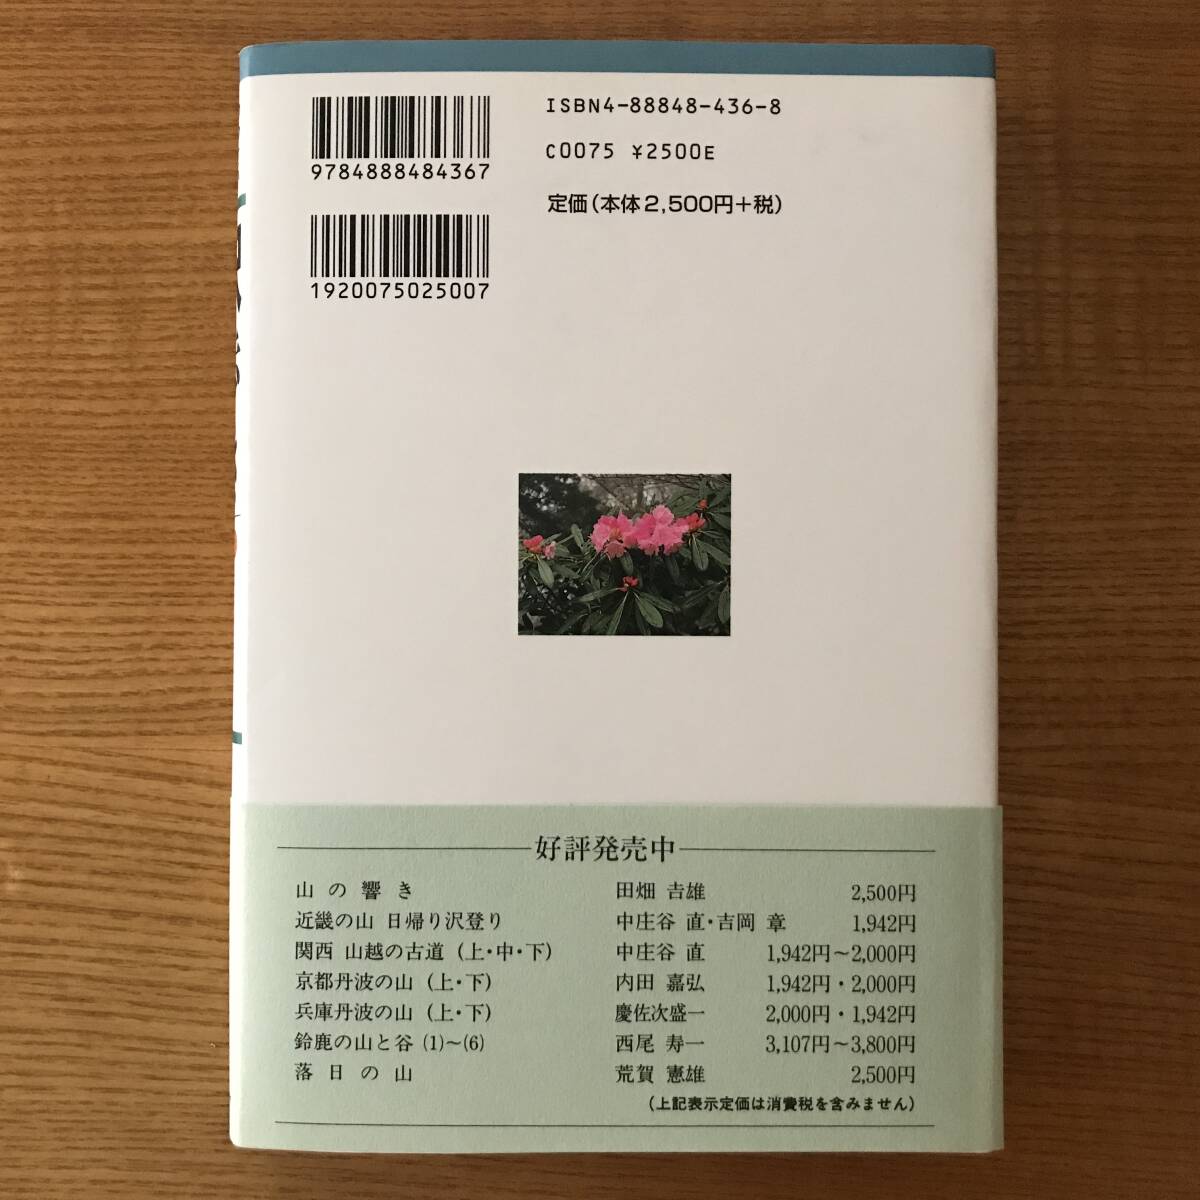 ISBN4-88848-436-8
C0075 ¥2500E
定価(本体2,500円+税)
9784888484367
1920075025007
好評発売中
山の響き 田畑 吉雄 2,500円
近畿の山 日帰り沢登り 中庄谷 直・吉岡 章 1,942円
関西 山越の古道 (上・中・下) 中庄谷 直 1,942円〜2,000円
京都丹波の山 (上・下) 内田 嘉弘 1,942円・2,000円
兵庫丹波の山 (上・下) 慶佐次盛一 2,000円・1,942円
鈴鹿の山と谷 (1)〜(6) 西尾 寿一 3,107円〜3,800円
落日の山 荒賀 憲雄 2,500円
(上記表示定価は消費税を含みません)